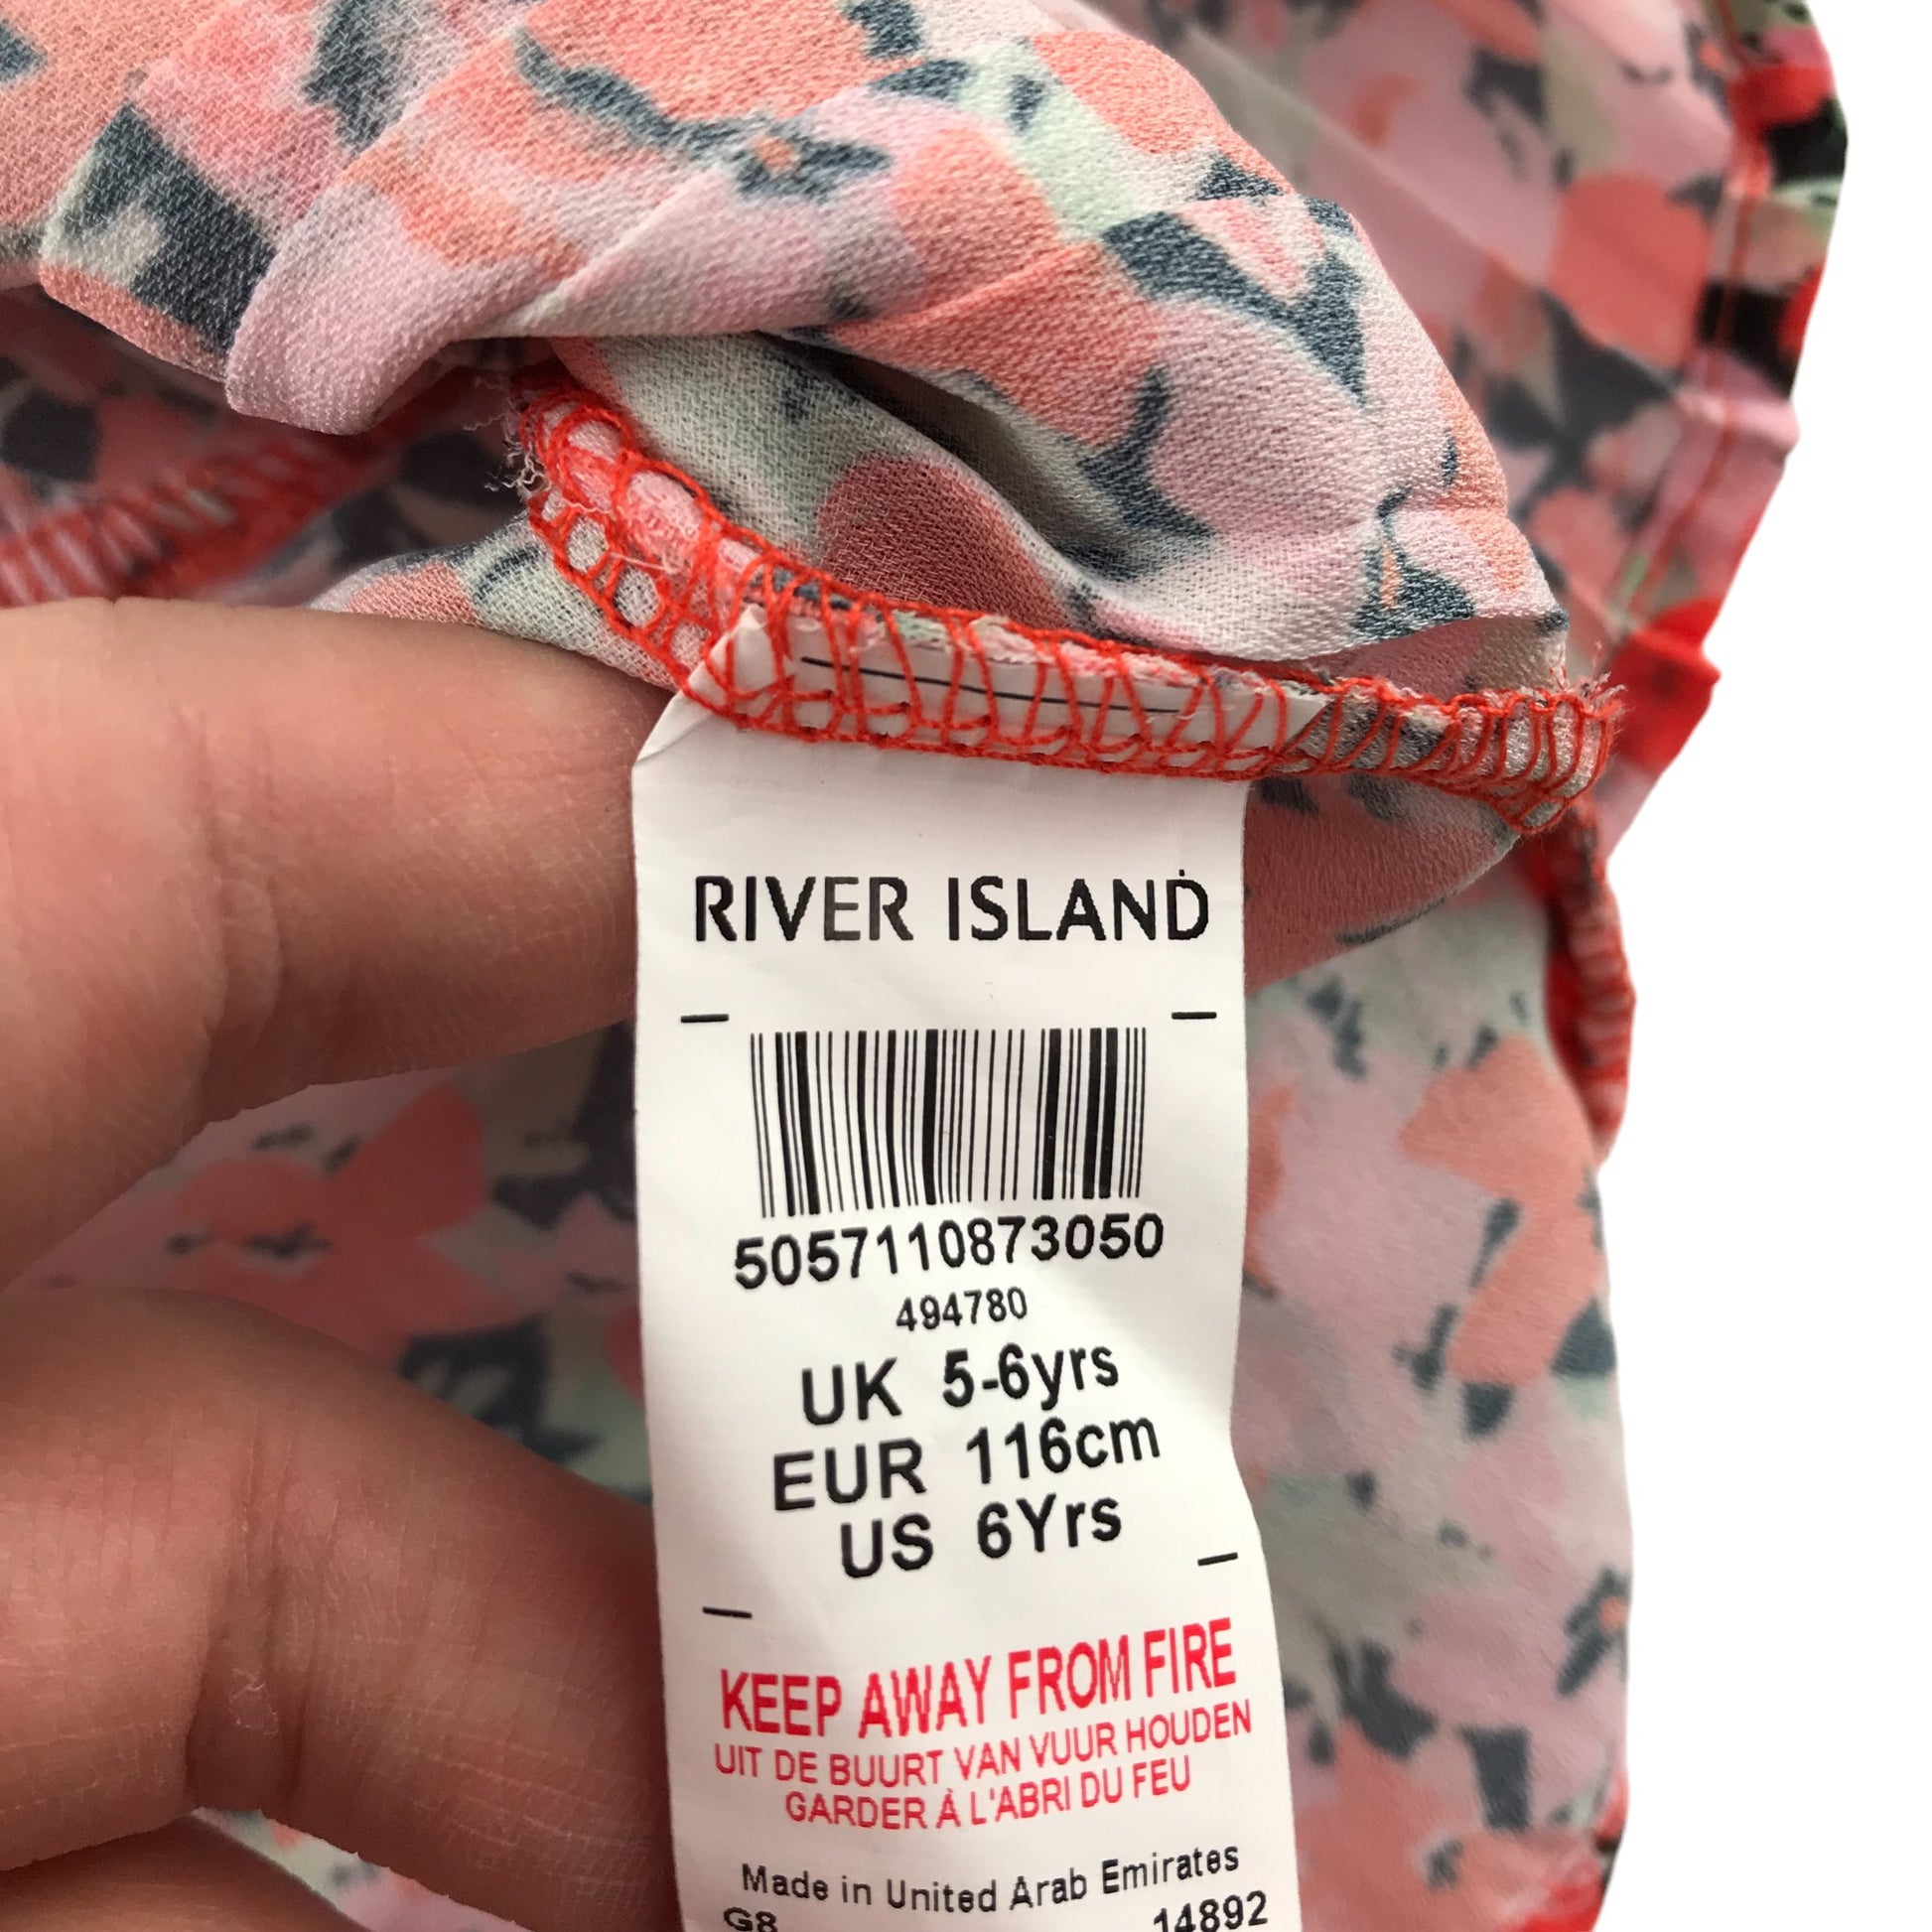 RIVER ISLAND
5057110873050
494780
UK 5-6yrs
EUR 116cm
US 6Yrs
KEEP AWAY FROM FIRE
UIT DE BUURT VAN VUUR HOUDEN
GARDER À L'ABRI DU FEU
Made in United Arab Emirates
G8 14892